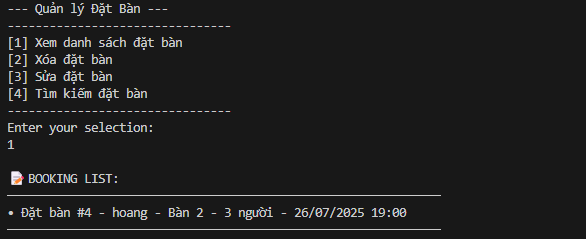 --- Quản lý Đặt Bàn ---
-------------------------------
[1] Xem danh sách đặt bàn
[2] Xóa đặt bàn
[3] Sửa đặt bàn
[4] Tìm kiếm đặt bàn
-------------------------------
Enter your selection:
1
📝 BOOKING LIST:
• Đặt bàn #4 - hoang - Bàn 2 - 3 người - 26/07/2025 19:00